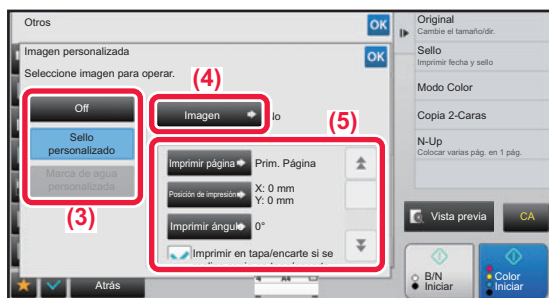 Otros
OK
Imagen personalizada
OK
Seleccione imagen para operar.
(4)
Off
Imagen
No
(5)
Sello
personalizado
Marca de agua
personalizada
(3)
Imprimir página
Prim. Página
Posición de impresión
X: 0 mm
Y: 0 mm
Imprimir ángulo
0°
Imprimir en tapa/encarte si se
Atrás
A4
Original
Cambie el tamaño/dir.
Sello
Imprimir fecha y sello
Modo Color
Copia 2-Caras
N-Up
Colocar varias pág. en 1 pág.
Vista previa
CA
B/N
Iniciar
Color
Iniciar